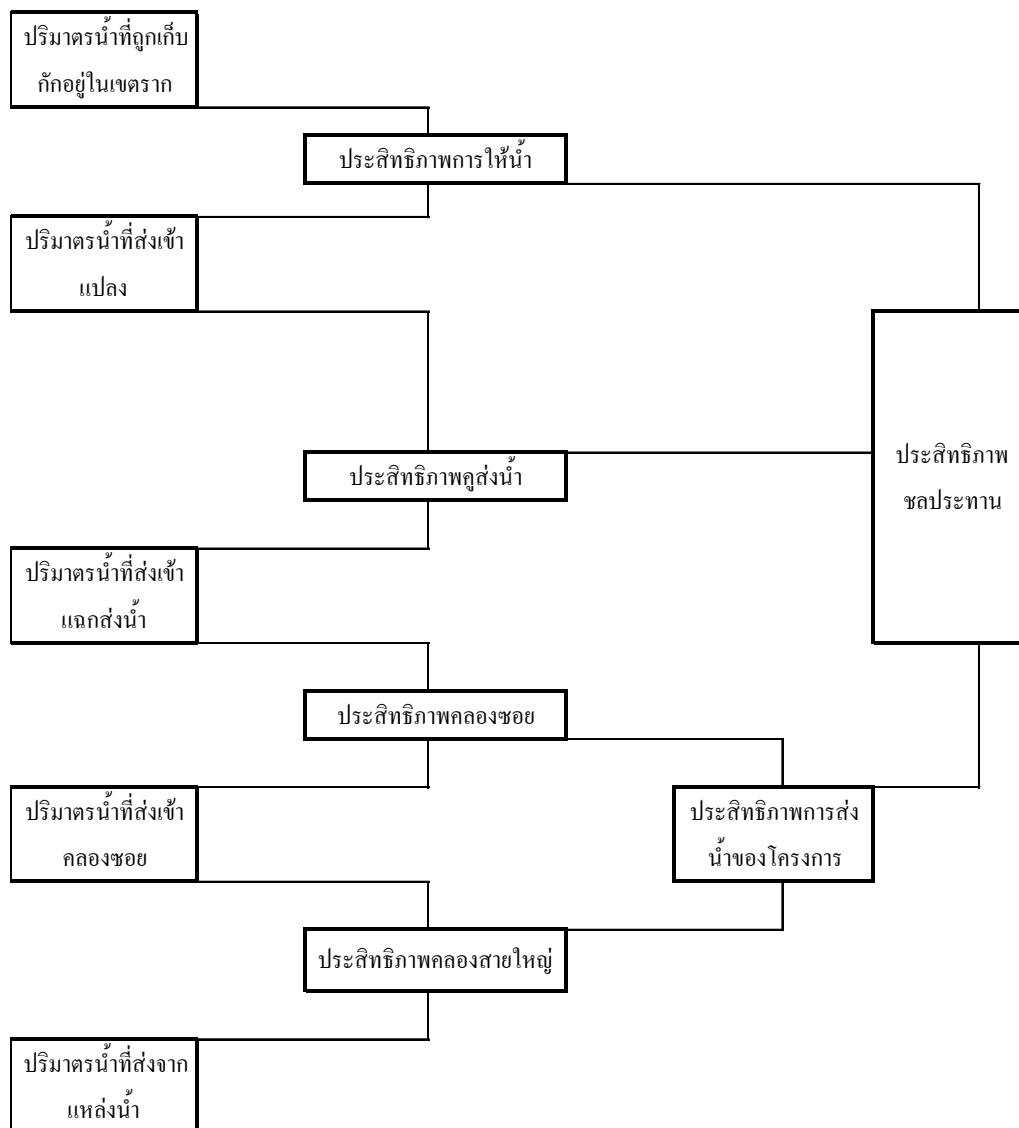 ปริมาตรน้ำที่ถูกเก็บ
กักอยู่ในเขตราก
ประสิทธิภาพการให้น้ำ
ปริมาตรน้ำที่ส่งเข้า
แปลง
ประสิทธิภาพ
ชลประทาน
ประสิทธิภาพคูส่งน้ำ
ปริมาตรน้ำที่ส่งเข้า
แฉกส่งน้ำ
ประสิทธิภาพคลองซอย
ปริมาตรน้ำที่ส่งเข้า
คลองซอย
ประสิทธิภาพการส่ง
น้ำของโครงการ
ประสิทธิภาพคลองสายใหญ่
ปริมาตรน้ำที่ส่งจาก
แหล่งน้ำ